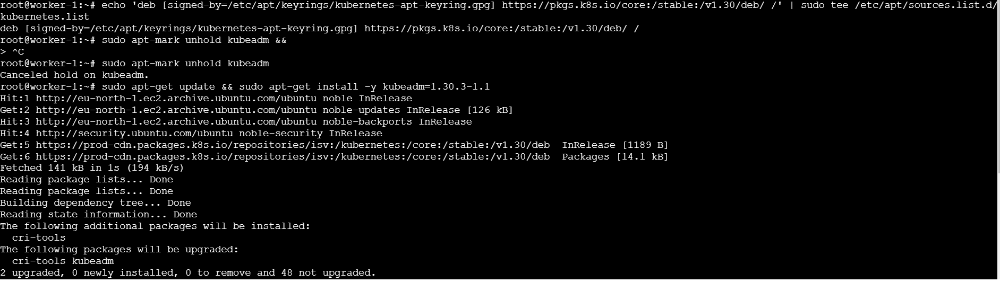 root@worker-1:~# echo 'deb [signed-by=/etc/apt/keyrings/kubernetes-apt-keyring.gpg] https://pkgs.k8s.io/core:/stable:/v1.30/deb/ /' | sudo tee /etc/apt/sources.list.d/
kubernetes.list
deb [signed-by=/etc/apt/keyrings/kubernetes-apt-keyring.gpg] https://pkgs.k8s.io/core:/stable:/v1.30/deb/ /
root@worker-1:~# sudo apt-mark unhold kubeadm &&
> ^C
root@worker-1:~# sudo apt-mark unhold kubeadm
Canceled hold on kubeadm.
root@worker-1:~# sudo apt-get update && sudo apt-get install -y kubeadm=1.30.3-1.1
Hit:1 http://eu-north-1.ec2.archive.ubuntu.com/ubuntu noble InRelease
Get:2 http://eu-north-1.ec2.archive.ubuntu.com/ubuntu noble-updates InRelease [126 kB]
Hit:3 http://eu-north-1.ec2.archive.ubuntu.com/ubuntu noble-backports InRelease
Hit:4 http://security.ubuntu.com/ubuntu noble-security InRelease
Get:5 https://prod-cdn.packages.k8s.io/repositories/isv:/kubernetes:/core:/stable:/v1.30/deb  InRelease [1189 B]
Get:6 https://prod-cdn.packages.k8s.io/repositories/isv:/kubernetes:/core:/stable:/v1.30/deb  Packages [14.1 kB]
Fetched 141 kB in 1s (194 kB/s)
Reading package lists... Done
Reading package lists... Done
Building dependency tree... Done
Reading state information... Done
The following additional packages will be installed:
  cri-tools
The following packages will be upgraded:
  cri-tools kubeadm
2 upgraded, 0 newly installed, 0 to remove and 48 not upgraded.